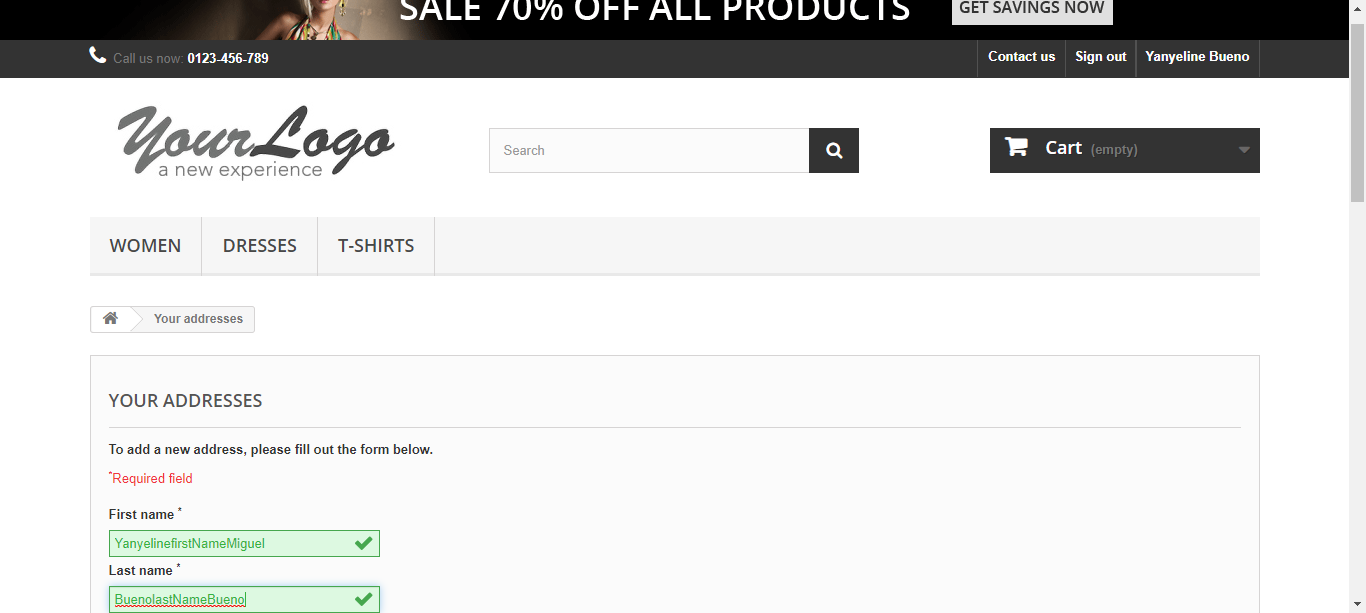 SALE 70% OFF ALL PRODUCTS GET SAVINGS NOW
Call us now: 0123-456-789 Contact us Sign out Yanyeline Bueno
YourLogo
a new experience
Search
Cart (empty)
WOMEN DRESSES T-SHIRTS
Your addresses
YOUR ADDRESSES
To add a new address, please fill out the form below.
*Required field
First name *
YanyelinefirstNameMiguel
Last name *
BuenolastNameBueno